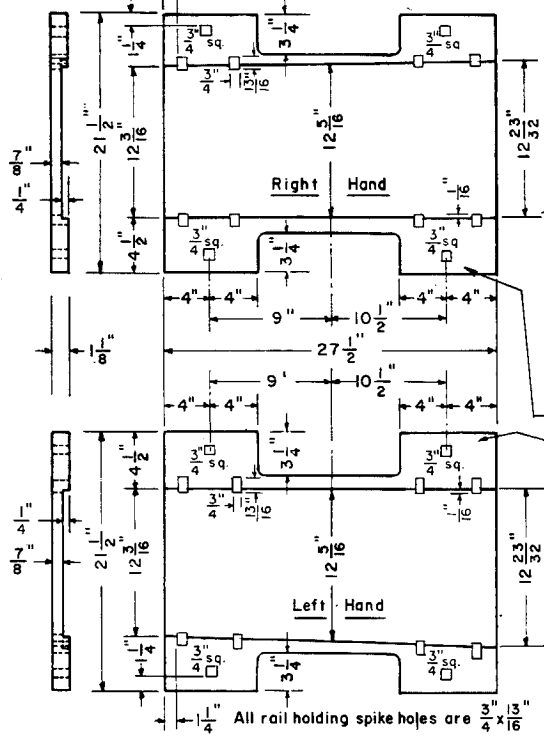 3/4" sq.
3/4" sq.
1 1/4"
3 1/4"
3/4"
13/16"
21 1/2"
12 3/16"
12 5/16"
12 23/32"
7/8"
1/4"
Right Hand
1/16"
4 1/2"
3/4" sq.
3 1/4"
3/4" sq.
4" 4" 4" 4"
9" 10 1/2"
1 1/8"
27 1/2"
9' 10 1/2"
4" 4" 4" 4"
4 1/2"
3/4" sq.
3 1/4"
3/4" sq.
3/4"
13/16"
1/16"
1/4"
21 1/2"
12 3/16"
12 5/16"
12 23/32"
7/8"
Left Hand
1 1/4"
3/4" sq.
3 1/4"
3/4" sq.
1 1/4" All rail holding spike holes are 3/4" x 13/16"